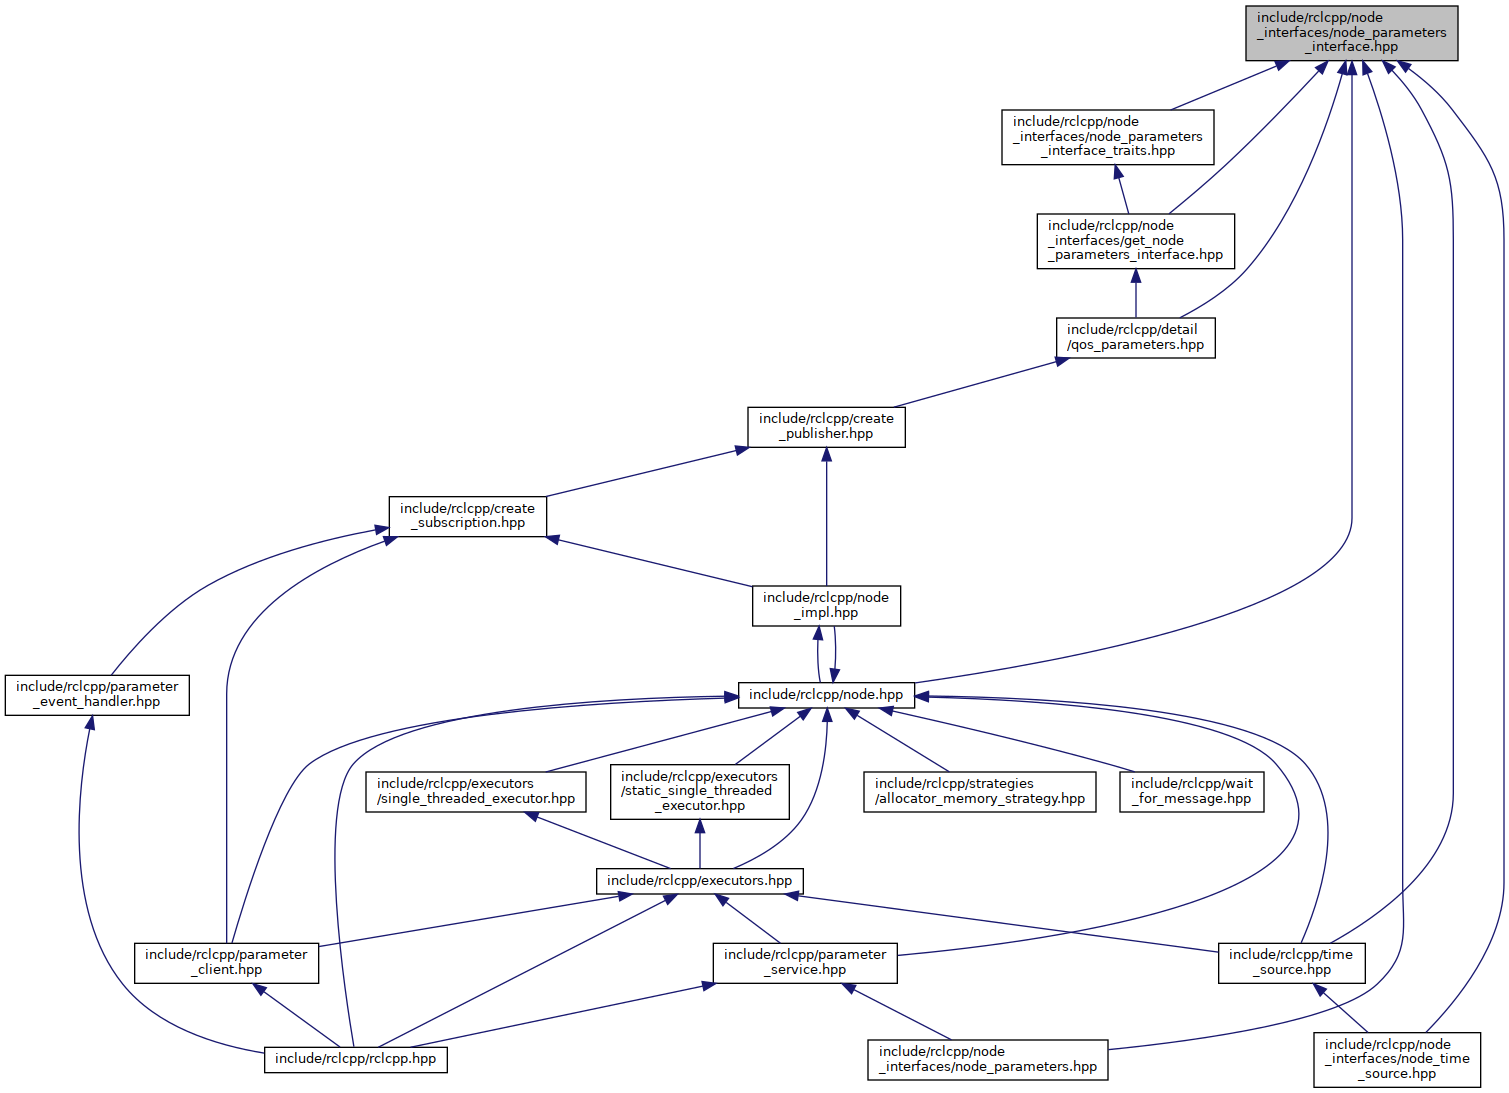 include/rclcpp/node
_interfaces/node_parameters
_interface.hpp
include/rclcpp/node
_interfaces/node_parameters
_interface_traits.hpp
include/rclcpp/node
_interfaces/get_node
_parameters_interface.hpp
include/rclcpp/detail
/qos_parameters.hpp
include/rclcpp/create
_publisher.hpp
include/rclcpp/create
_subscription.hpp
include/rclcpp/node
_impl.hpp
include/rclcpp/parameter
_event_handler.hpp
include/rclcpp/node.hpp
include/rclcpp/executors
/single_threaded_executor.hpp
include/rclcpp/executors
/static_single_threaded
_executor.hpp
include/rclcpp/strategies
/allocator_memory_strategy.hpp
include/rclcpp/wait
_for_message.hpp
include/rclcpp/executors.hpp
include/rclcpp/parameter
_client.hpp
include/rclcpp/parameter
_service.hpp
include/rclcpp/time
_source.hpp
include/rclcpp/rclcpp.hpp
include/rclcpp/node
_interfaces/node_parameters.hpp
include/rclcpp/node
_interfaces/node_time
_source.hpp